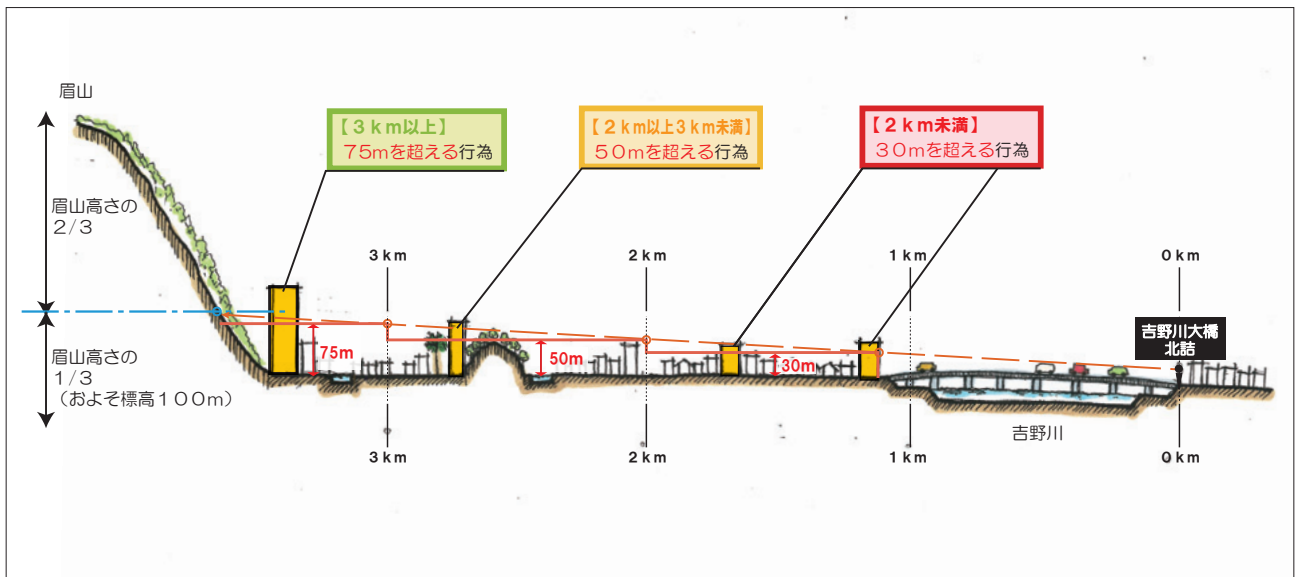 眉山
【３ｋｍ以上】
７５ｍを超える行為
【２ｋｍ以上３ｋｍ未満】
５０ｍを超える行為
【２ｋｍ未満】
３０ｍを超える行為
眉山高さの
２/３
3ｋｍ
2ｋｍ
1ｋｍ
0ｋｍ
吉野川大橋
北詰
75m
50m
30m
眉山高さの
１/３
（およそ標高１００ｍ）
吉野川
3ｋｍ
2ｋｍ
1ｋｍ
0ｋｍ